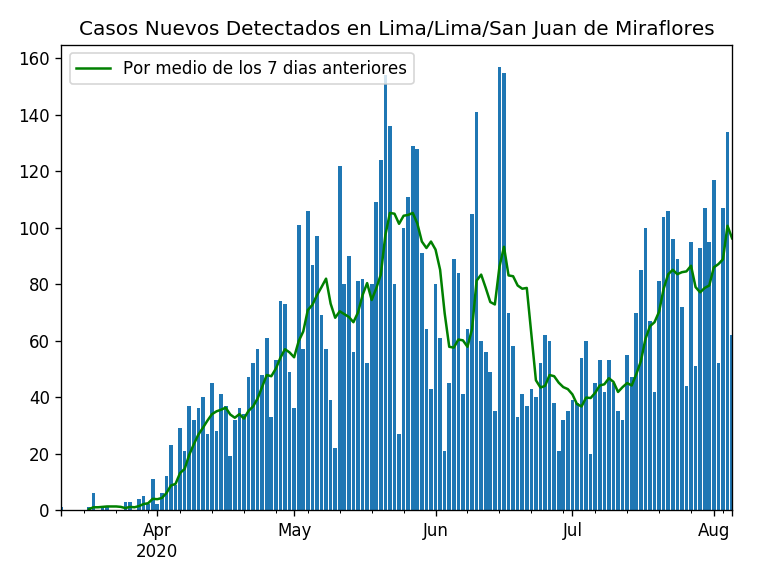 Casos Nuevos Detectados en Lima/Lima/San Juan de Miraflores
Por medio de los 7 dias anteriores
160
140
120
100
80
60
40
20
0
Apr
2020
May
Jun
Jul
Aug